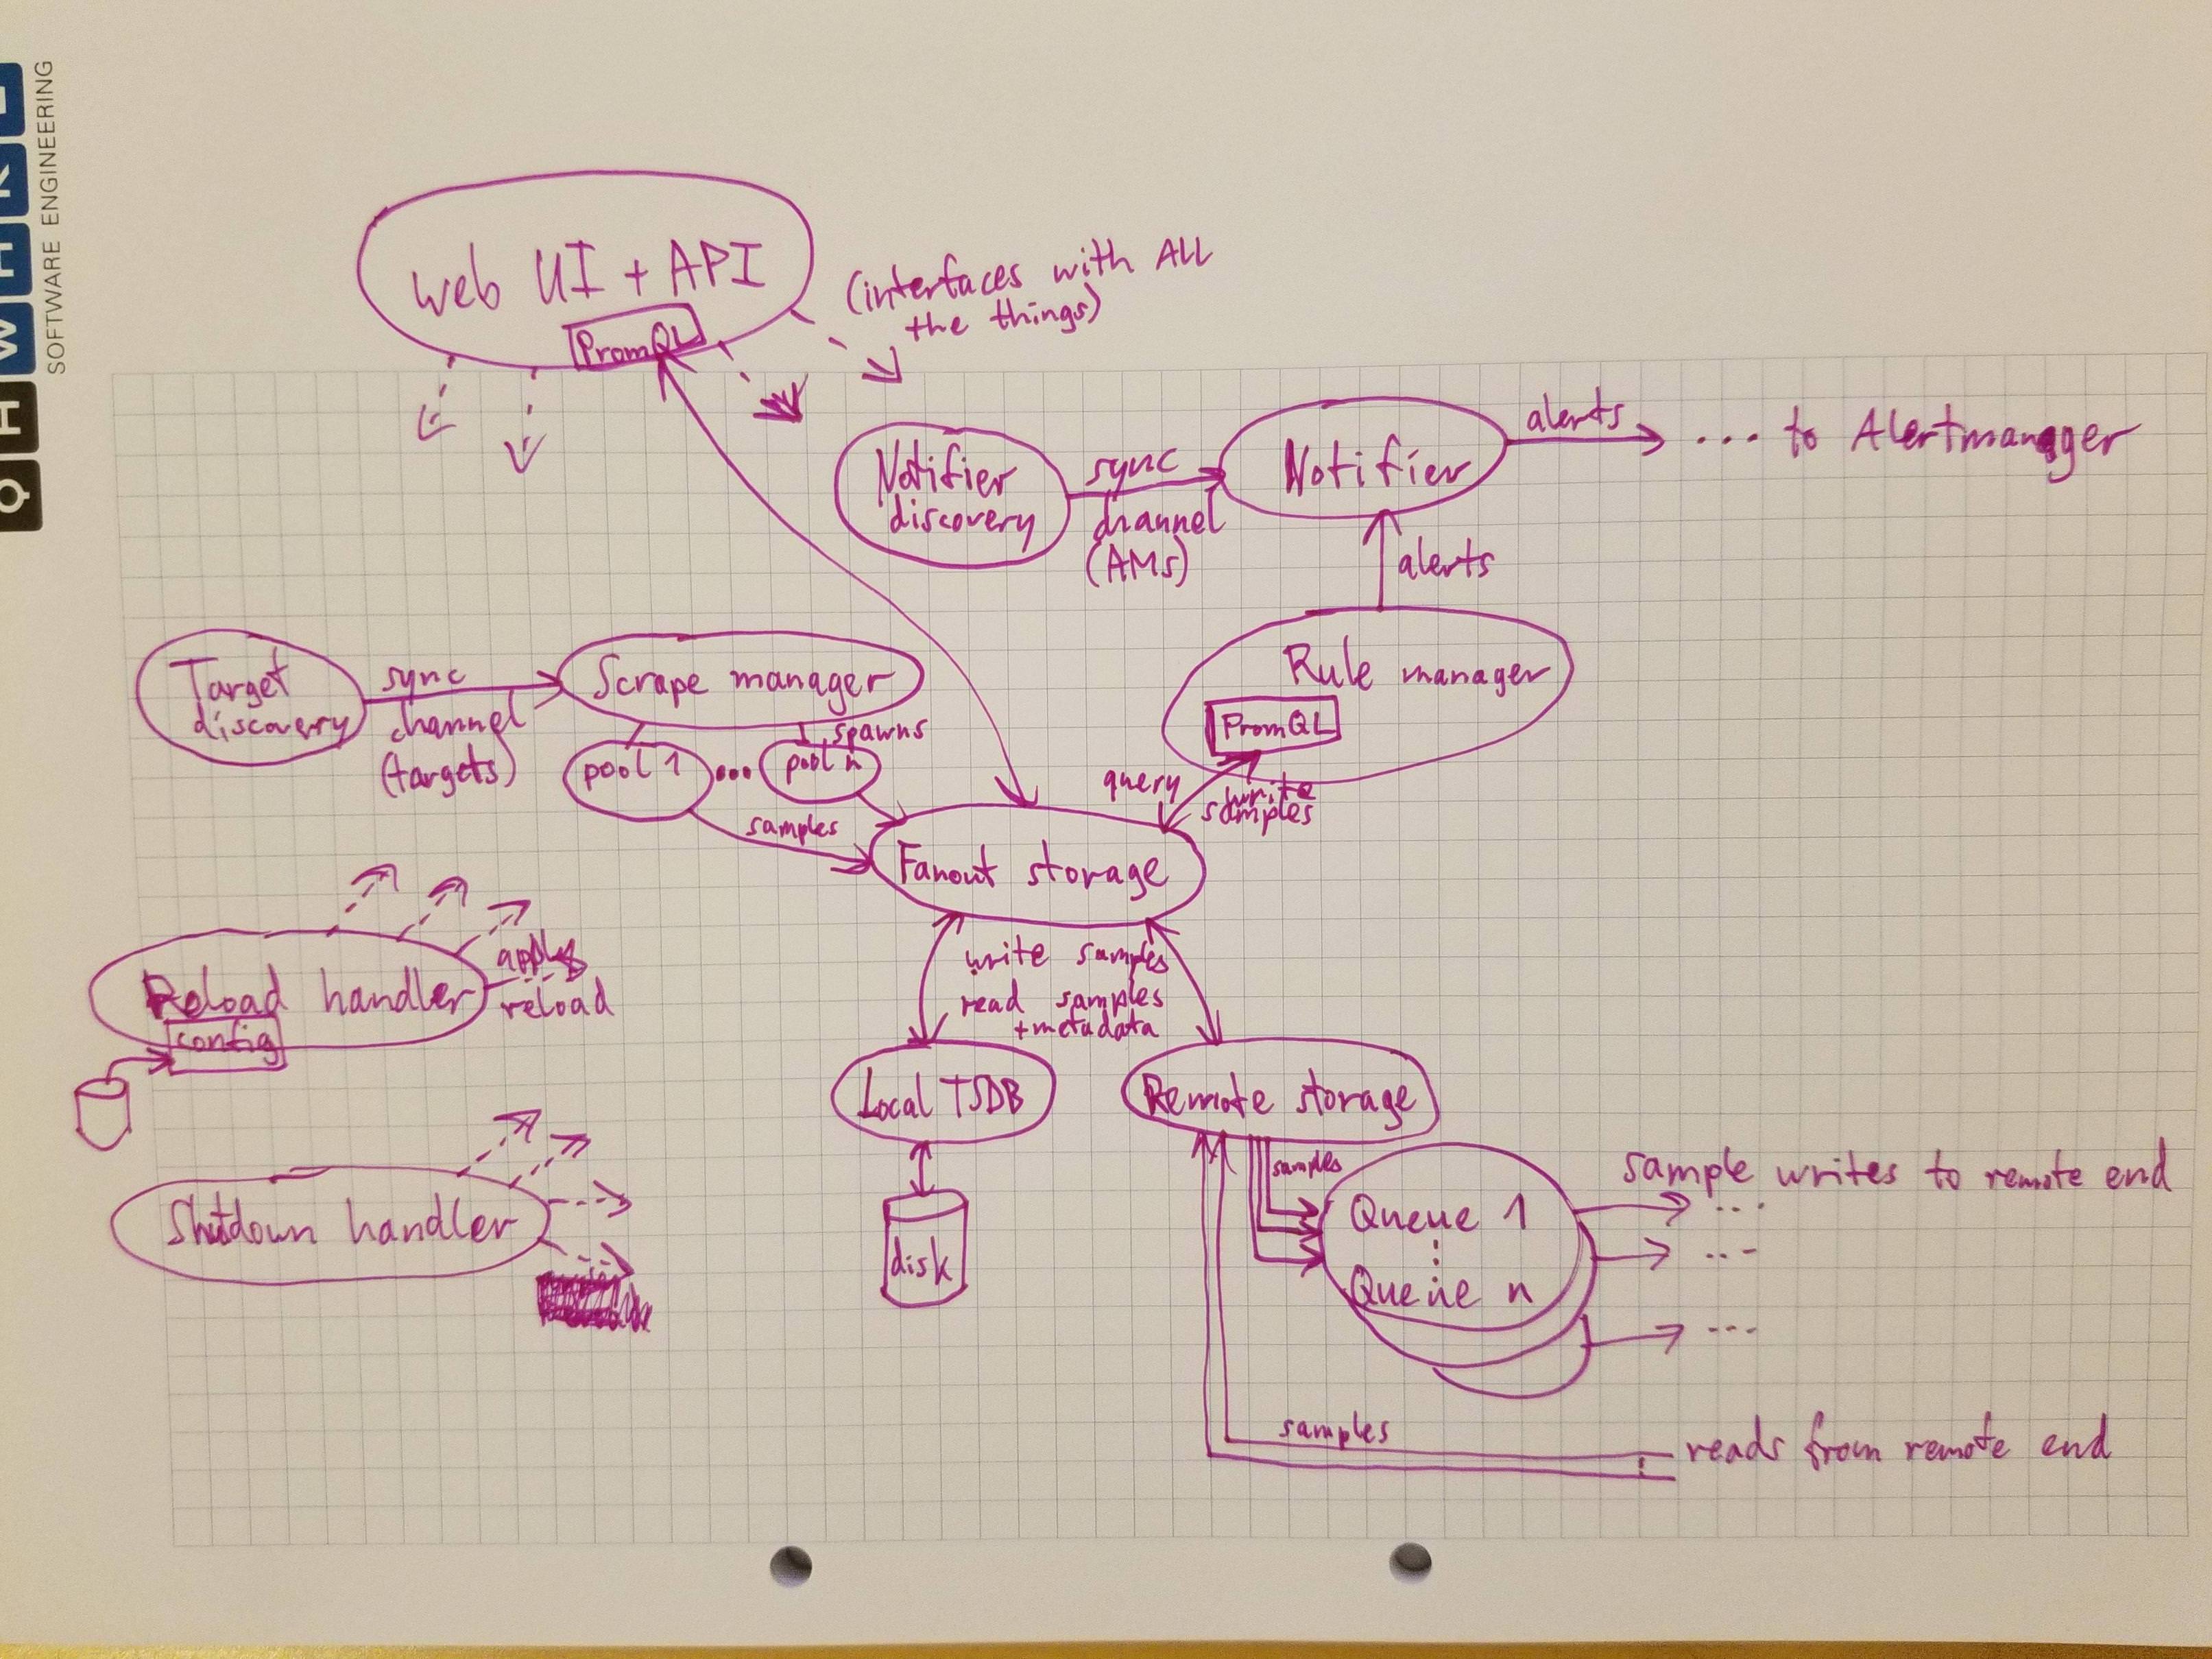 SOFTWARE ENGINEERING
Web UI + API
PromQL
(interfaces with ALL
the things)
Notifier
discovery
sync
channel
(AMs)
Notifier
alerts
... to Alertmanager
alerts
Target
discovery
sync
channel
(targets)
Scrape manager
spawns
pool 1
...
pool n
samples
Rule manager
PromQL
query
write
samples
Fanout storage
Reload handler
config
apply
reload
write samples
read samples
+metadata
Local TSDB
Remote storage
disk
Shutdown handler
samples
Queue 1
Queue n
sample writes to remote end
...
...
...
samples
reads from remote end